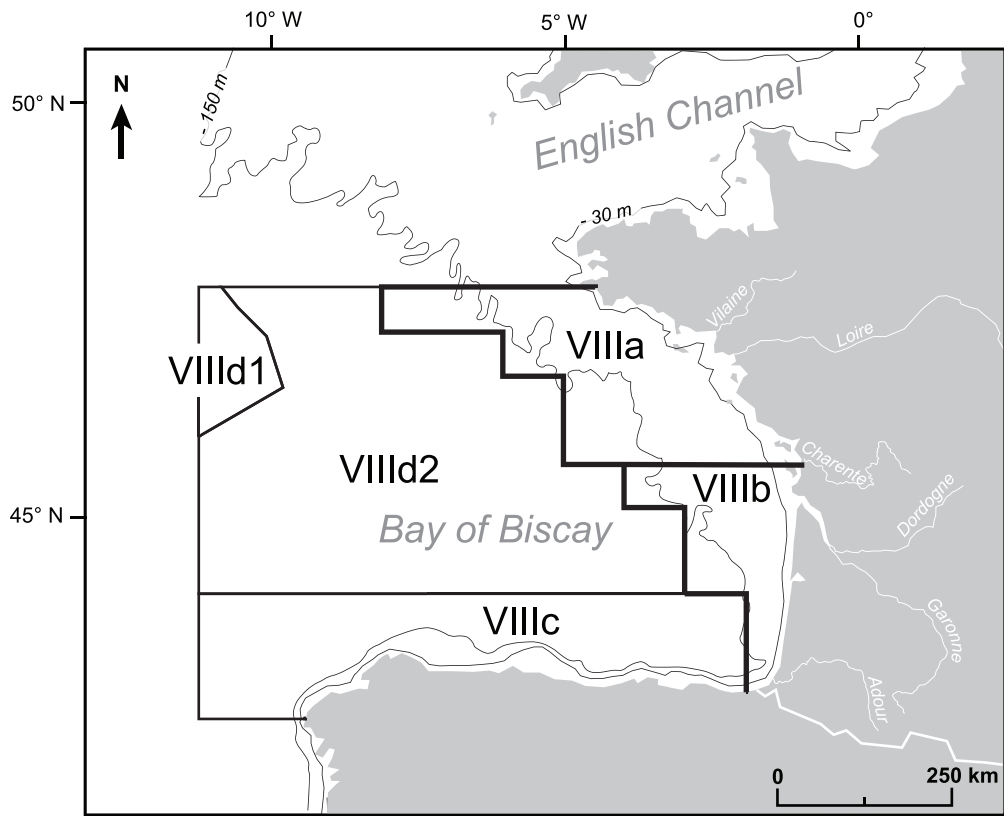 10° W 5° W 0°
50° N
N
- 150 m
English Channel
- 30 m
Vilaine
VIIIa
Loire
VIIId1
VIIId2
VIIIb
Charente
Dordogne
45° N
Bay of Biscay
VIIIc
Garonne
Adour
0 250 km